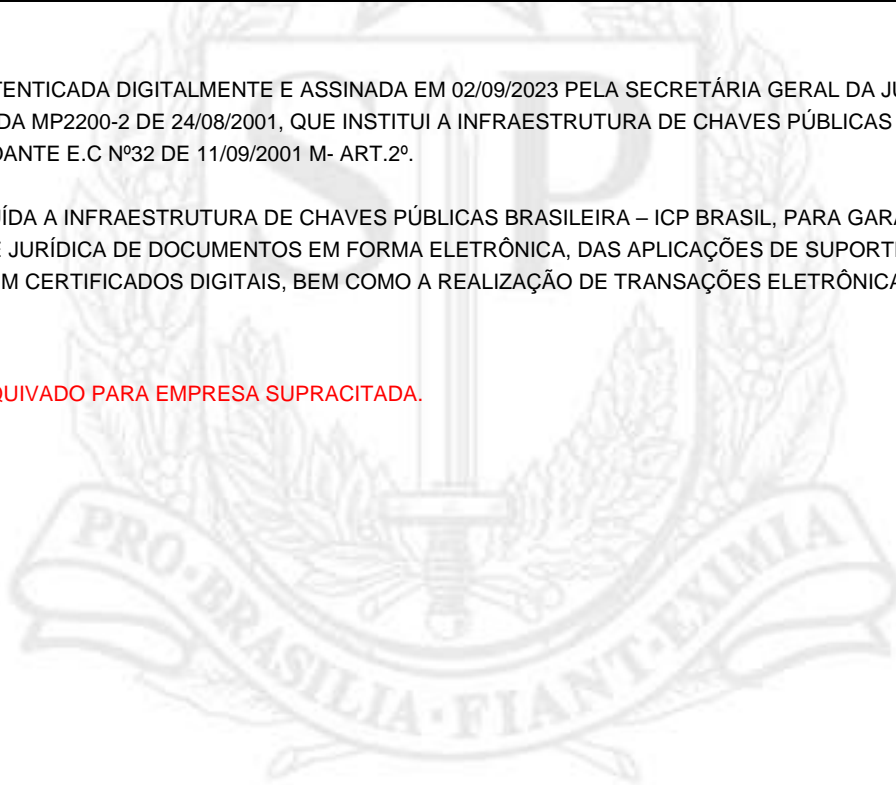 TENTICADA DIGITALMENTE E ASSINADA EM 02/09/2023 PELA SECRETÁRIA GERAL DA JU
DA MP2200-2 DE 24/08/2001, QUE INSTITUI A INFRAESTRUTURA DE CHAVES PÚBLICAS
DANTE E.C Nº32 DE 11/09/2001 M- ART.2º.
ÍDA A INFRAESTRUTURA DE CHAVES PÚBLICAS BRASILEIRA – ICP BRASIL, PARA GARA
E JURÍDICA DE DOCUMENTOS EM FORMA ELETRÔNICA, DAS APLICAÇÕES DE SUPORTE
M CERTIFICADOS DIGITAIS, BEM COMO A REALIZAÇÃO DE TRANSAÇÕES ELETRÔNICA
QUIVADO PARA EMPRESA SUPRACITADA.
SP
PRO·BRASILIA·FIANT·EXIMIA